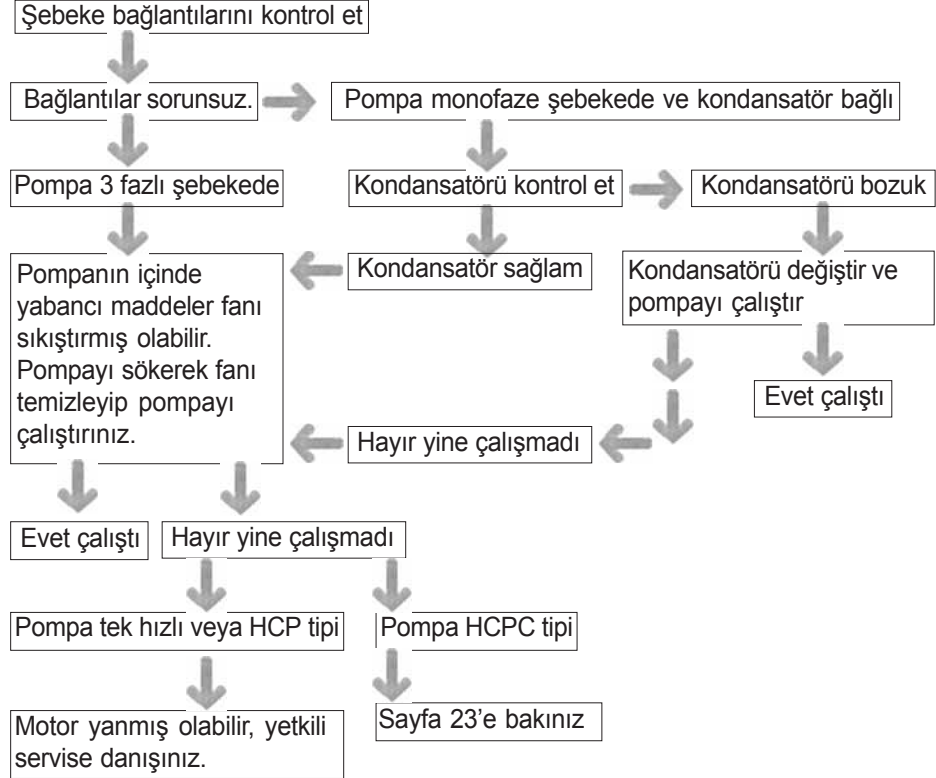 Şebeke bağlantılarını kontrol et
Bağlantılar sorunsuz.
Pompa monofaze şebekede ve kondansatör bağlı
Pompa 3 fazlı şebekede
Kondansatörü kontrol et
Kondansatörü bozuk
Pompanın içinde
yabancı maddeler fanı
sıkıştırmış olabilir.
Pompayı sökerek fanı
temizleyip pompayı
çalıştırınız.
Kondansatör sağlam
Kondansatörü değiştir ve
pompayı çalıştır
Evet çalıştı
Hayır yine çalışmadı
Evet çalıştı
Hayır yine çalışmadı
Pompa tek hızlı veya HCP tipi
Pompa HCPC tipi
Motor yanmış olabilir, yetkili
servise danışınız.
Sayfa 23'e bakınız